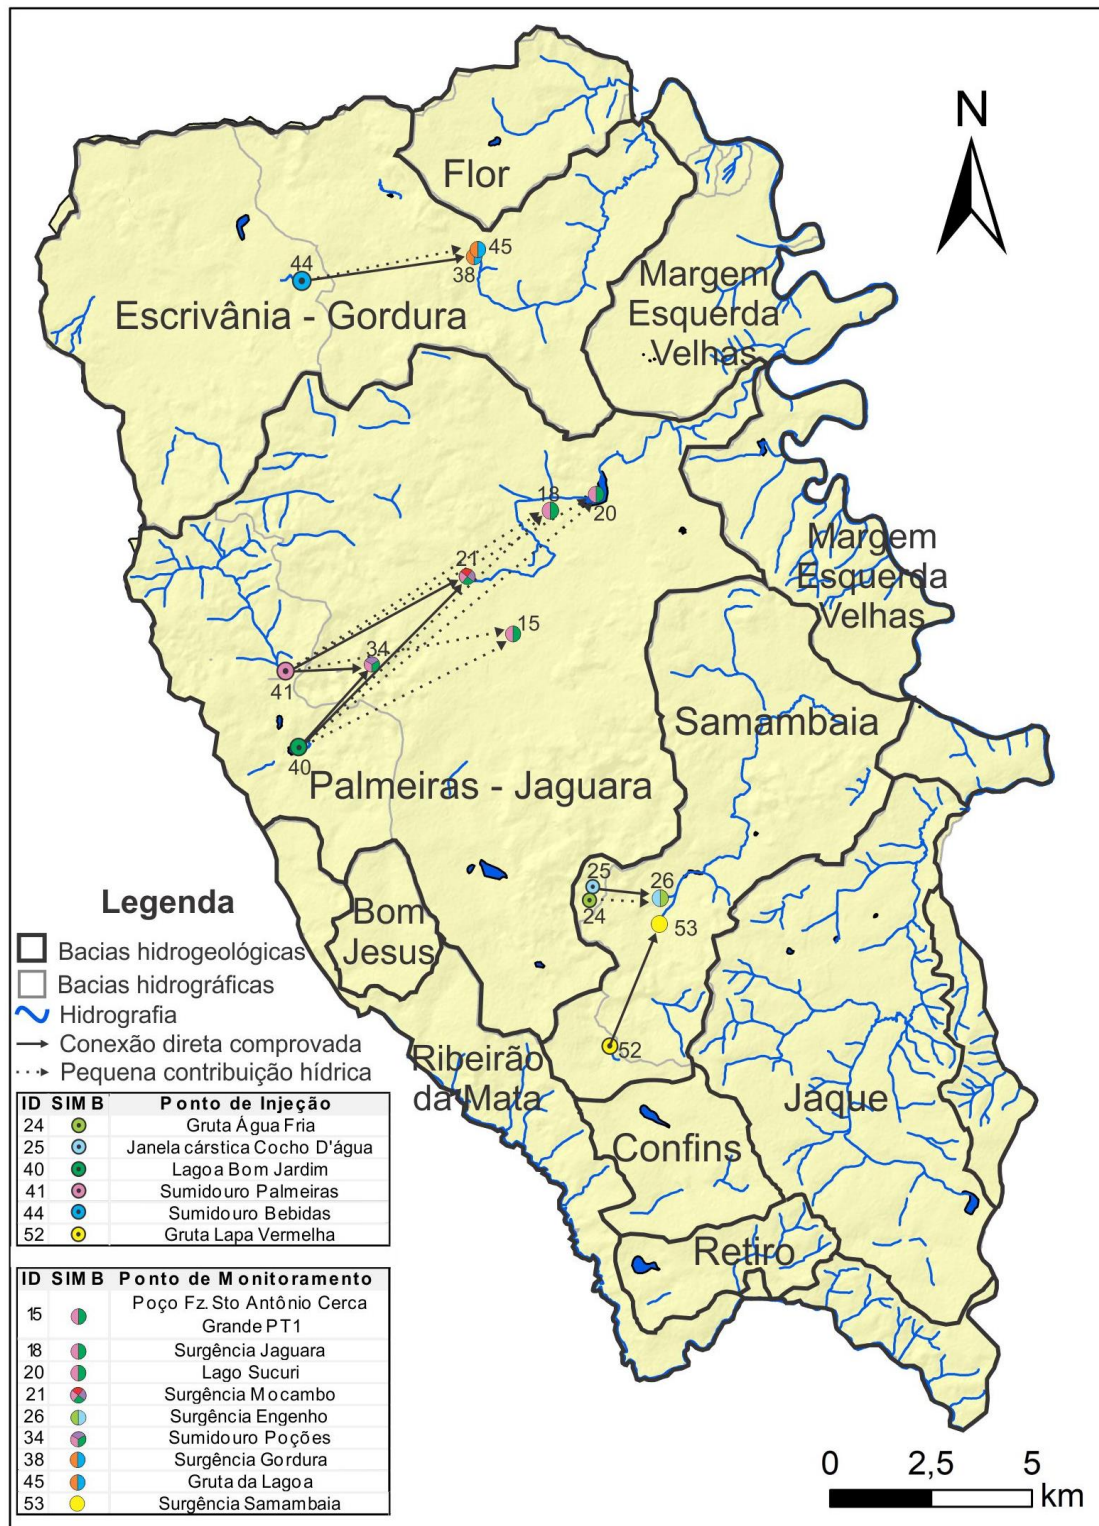 N
Flor
45
44
38
Escrivânia - Gordura
Margem
Esquerda
Velhas
18
20
21
Margem
Esquerda
Velhas
15
34
41
Samambaia
40
Palmeiras - Jaguara
25
26
24
53
Bom
Jesus
52
Ribeirão
da Mata
Jaque
Confins
Retiro
Legenda
Bacias hidrogeológicas
Bacias hidrográficas
Hidrografia
Conexão direta comprovada
Pequena contribuição hídrica
ID SIMB Ponto de Injeção
24 Gruta Água Fria
25 Janela cárstica Cocho D'água
40 Lagoa Bom Jardim
41 Sumidouro Palmeiras
44 Sumidouro Bebidas
52 Gruta Lapa Vermelha
ID SIMB Ponto de Monitoramento
15 Poço Fz. Sto Antônio Cerca
Grande PT1
18 Surgência Jaguara
20 Lago Sucuri
21 Surgência Mocambo
26 Surgência Engenho
34 Sumidouro Poções
38 Surgência Gordura
45 Gruta da Lagoa
53 Surgência Samambaia
0 2,5 5
km